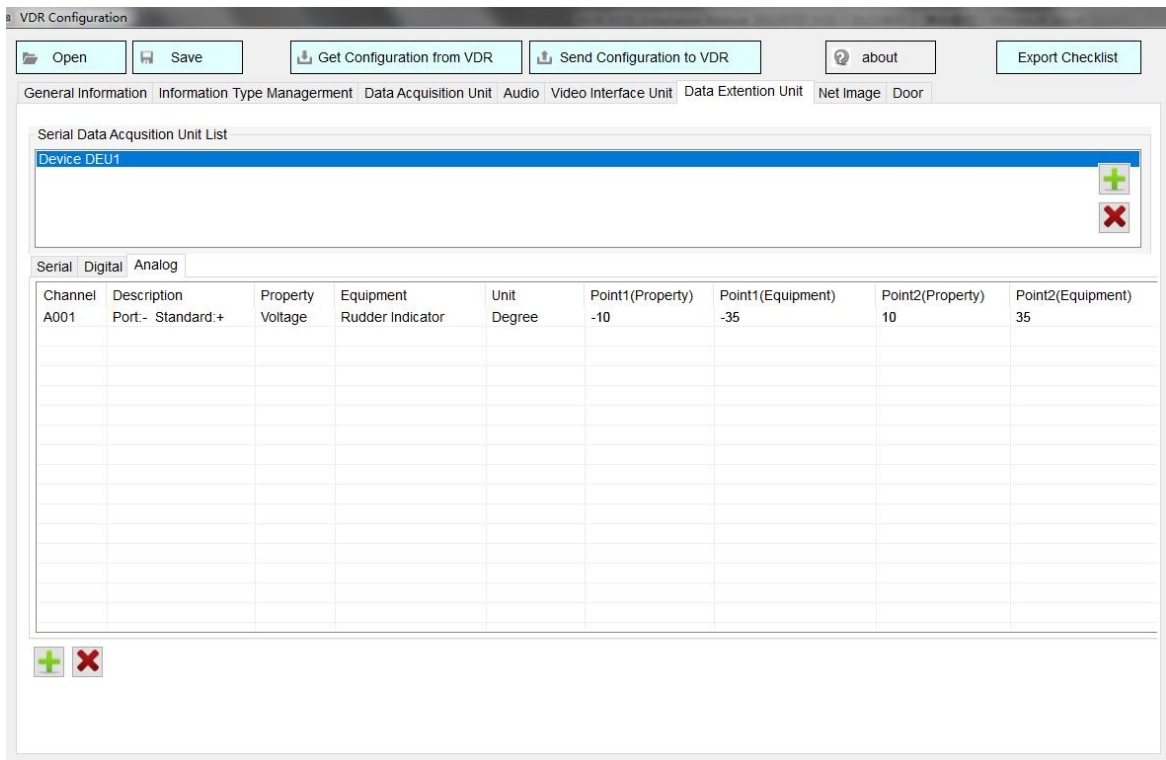 VDR Configuration
Open Save Get Configuration from VDR Send Configuration to VDR about Export Checklist
General Information Information Type Managerment Data Acquisition Unit Audio Video Interface Unit Data Extention Unit Net Image Door
Serial Data Acqusition Unit List
Device DEU1
Serial Digital Analog
Channel Description Property Equipment Unit Point1(Property) Point1(Equipment) Point2(Property) Point2(Equipment)
A001 Port:- Standard:+ Voltage Rudder Indicator Degree -10 -35 10 35